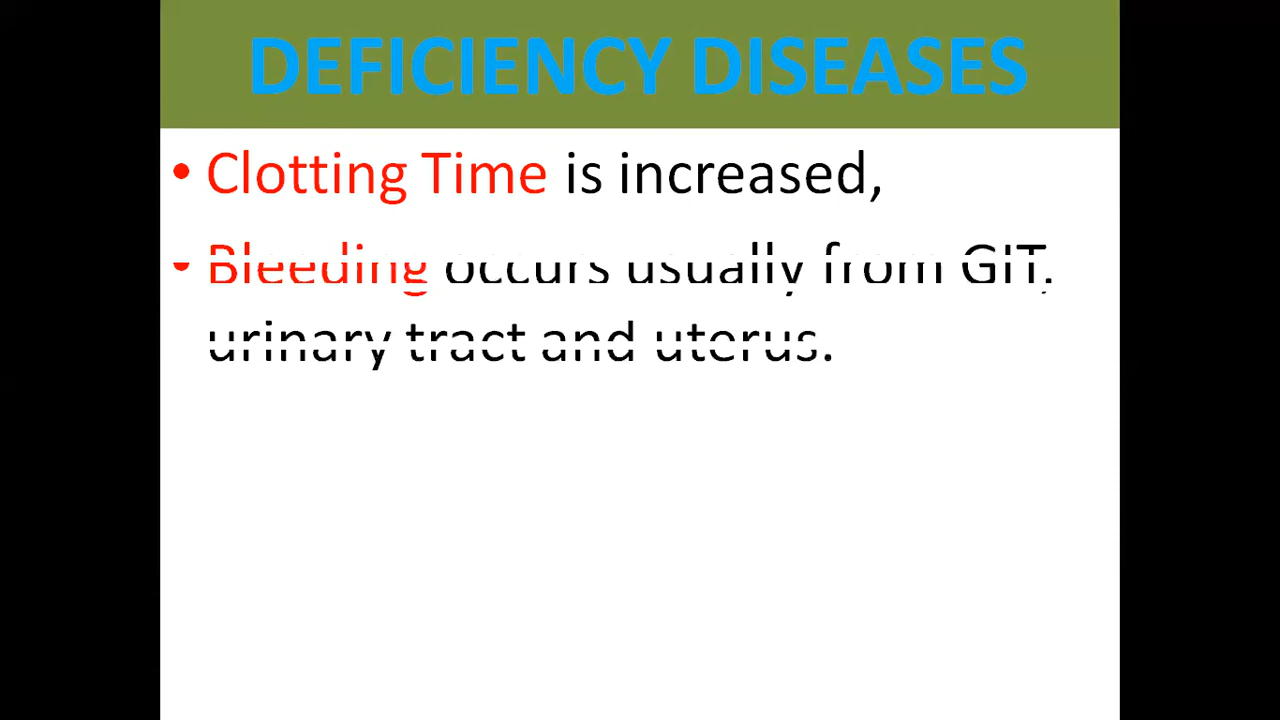 DEFICIENCY DISEASES
• Clotting Time is increased,
• Bleeding occurs usually from GIT,
urinary tract and uterus.